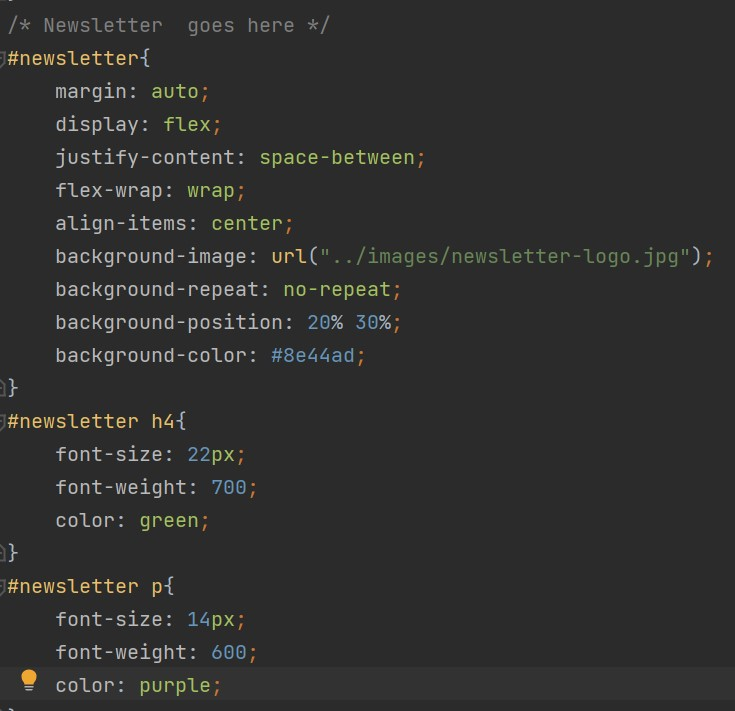 /* Newsletter  goes here */
#newsletter{
    margin: auto;
    display: flex;
    justify-content: space-between;
    flex-wrap: wrap;
    align-items: center;
    background-image: url("../images/newsletter-logo.jpg");
    background-repeat: no-repeat;
    background-position: 20% 30%;
    background-color: #8e44ad;
}
#newsletter h4{
    font-size: 22px;
    font-weight: 700;
    color: green;
}
#newsletter p{
    font-size: 14px;
    font-weight: 600;
    color: purple;